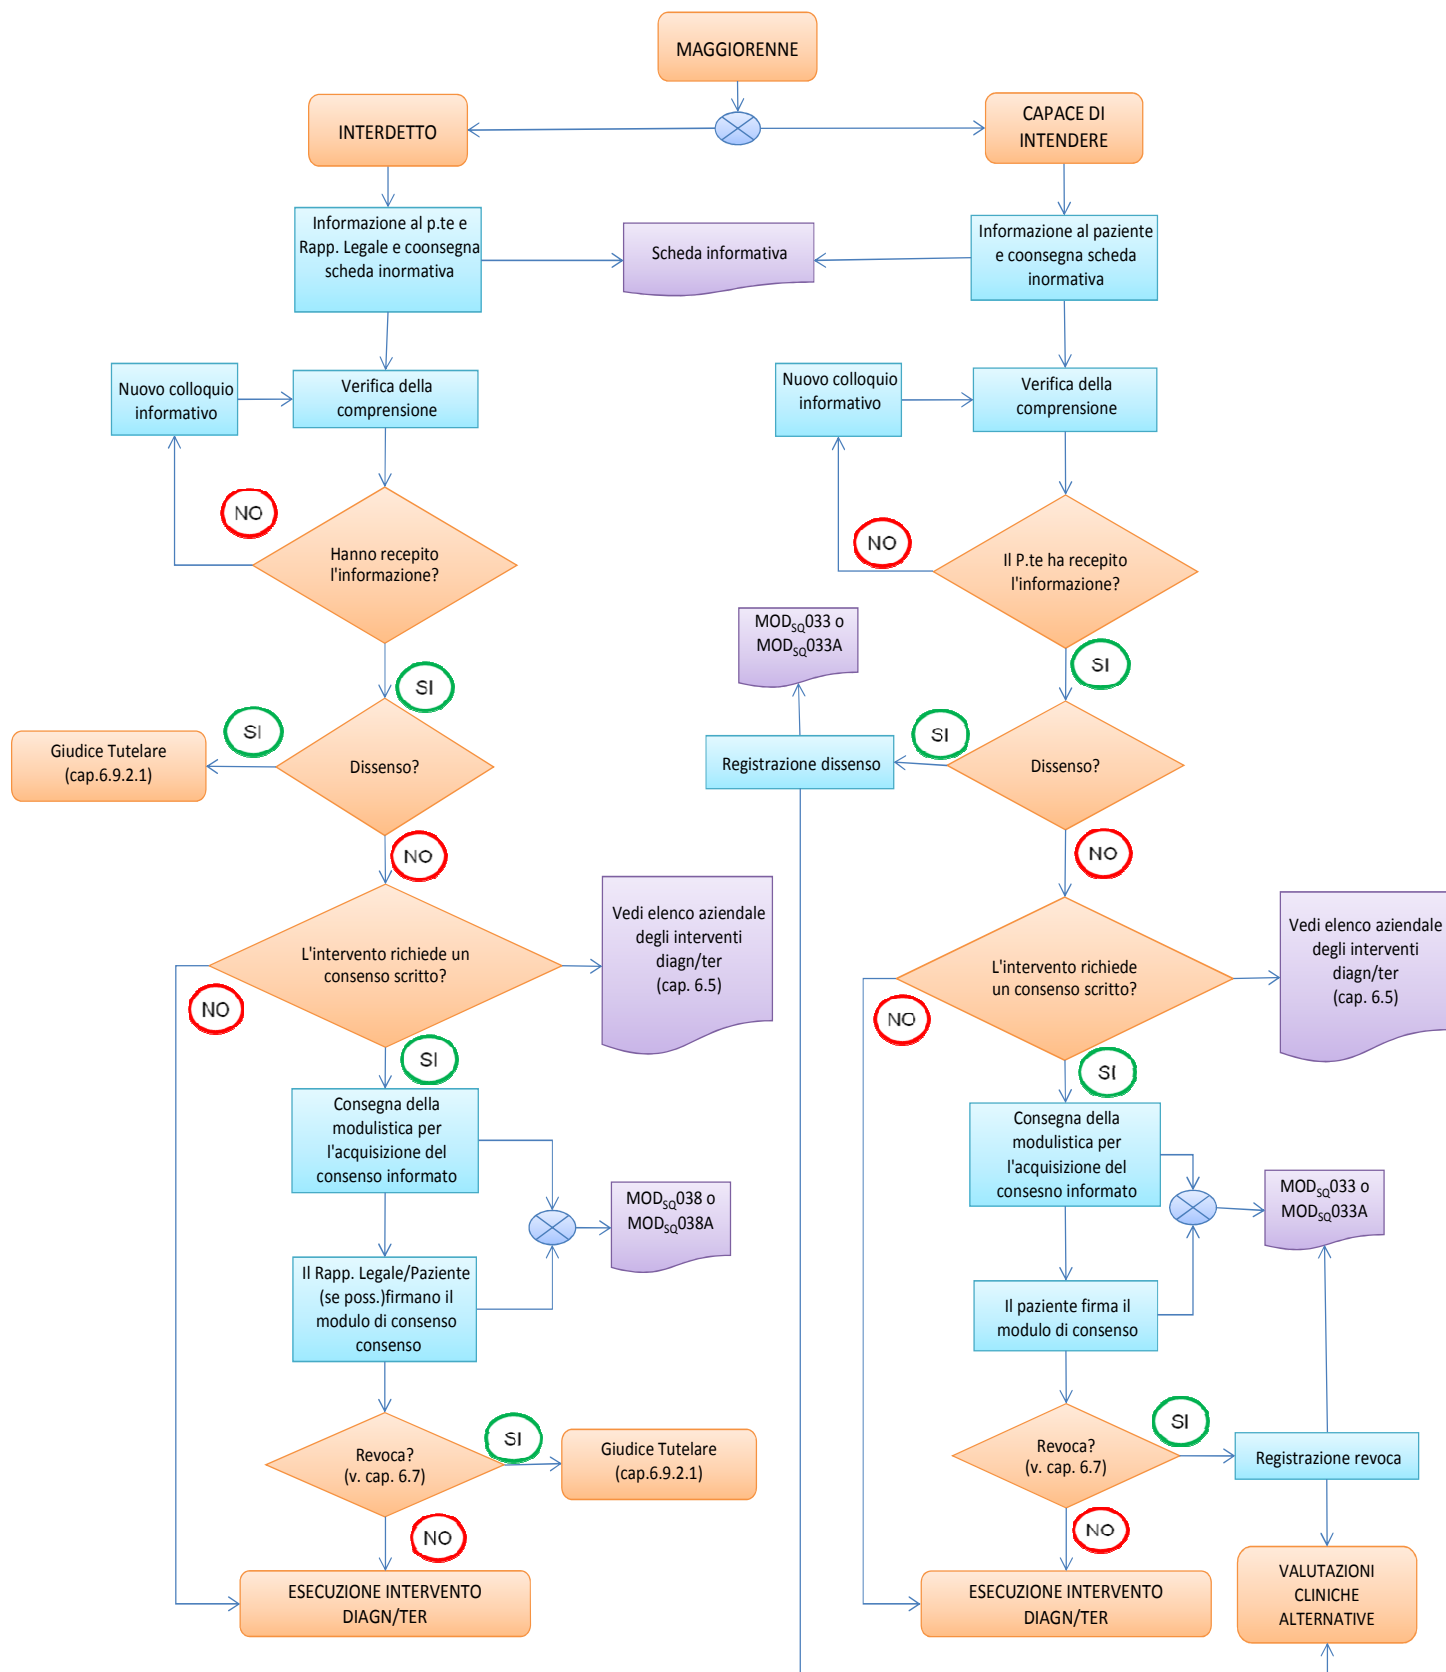 MAGGIORENNE
INTERDETTO
CAPACE DI
INTENDERE
Informazione al p.te e
Rapp. Legale e coonsegna
scheda inormativa
Scheda informativa
Informazione al paziente
e coonsegna scheda
inormativa
Nuovo colloquio
informativo
Verifica della
comprensione
Nuovo colloquio
informativo
Verifica della
comprensione
NO
Hanno recepito
l'informazione?
NO
Il P.te ha recepito
l'informazione?
MODSQ033 o
MODSQ033A
SI
SI
SI
Giudice Tutelare
(cap.6.9.2.1)
Dissenso?
SI
Registrazione dissenso
Dissenso?
NO
NO
L'intervento richiede un
consenso scritto?
Vedi elenco aziendale
degli interventi
diagn/ter
(cap. 6.5)
L'intervento richiede
un consenso scritto?
Vedi elenco aziendale
degli interventi
diagn/ter
(cap. 6.5)
NO
NO
SI
SI
Consegna della
modulistica per
l'acquisizione del
consenso informato
Consegna della
modulistica per
l'acquisizione del
consesno informato
MODSQ038 o
MODSQ038A
MODSQ033 o
MODSQ033A
Il Rapp. Legale/Paziente
(se poss.)firmano il
modulo di consenso
consenso
Il paziente firma il
modulo di consenso
SI
Revoca?
(v. cap. 6.7)
Giudice Tutelare
(cap.6.9.2.1)
SI
Revoca?
(v. cap. 6.7)
Registrazione revoca
NO
NO
ESECUZIONE INTERVENTO
DIAGN/TER
ESECUZIONE INTERVENTO
DIAGN/TER
VALUTAZIONI
CLINICHE
ALTERNATIVE